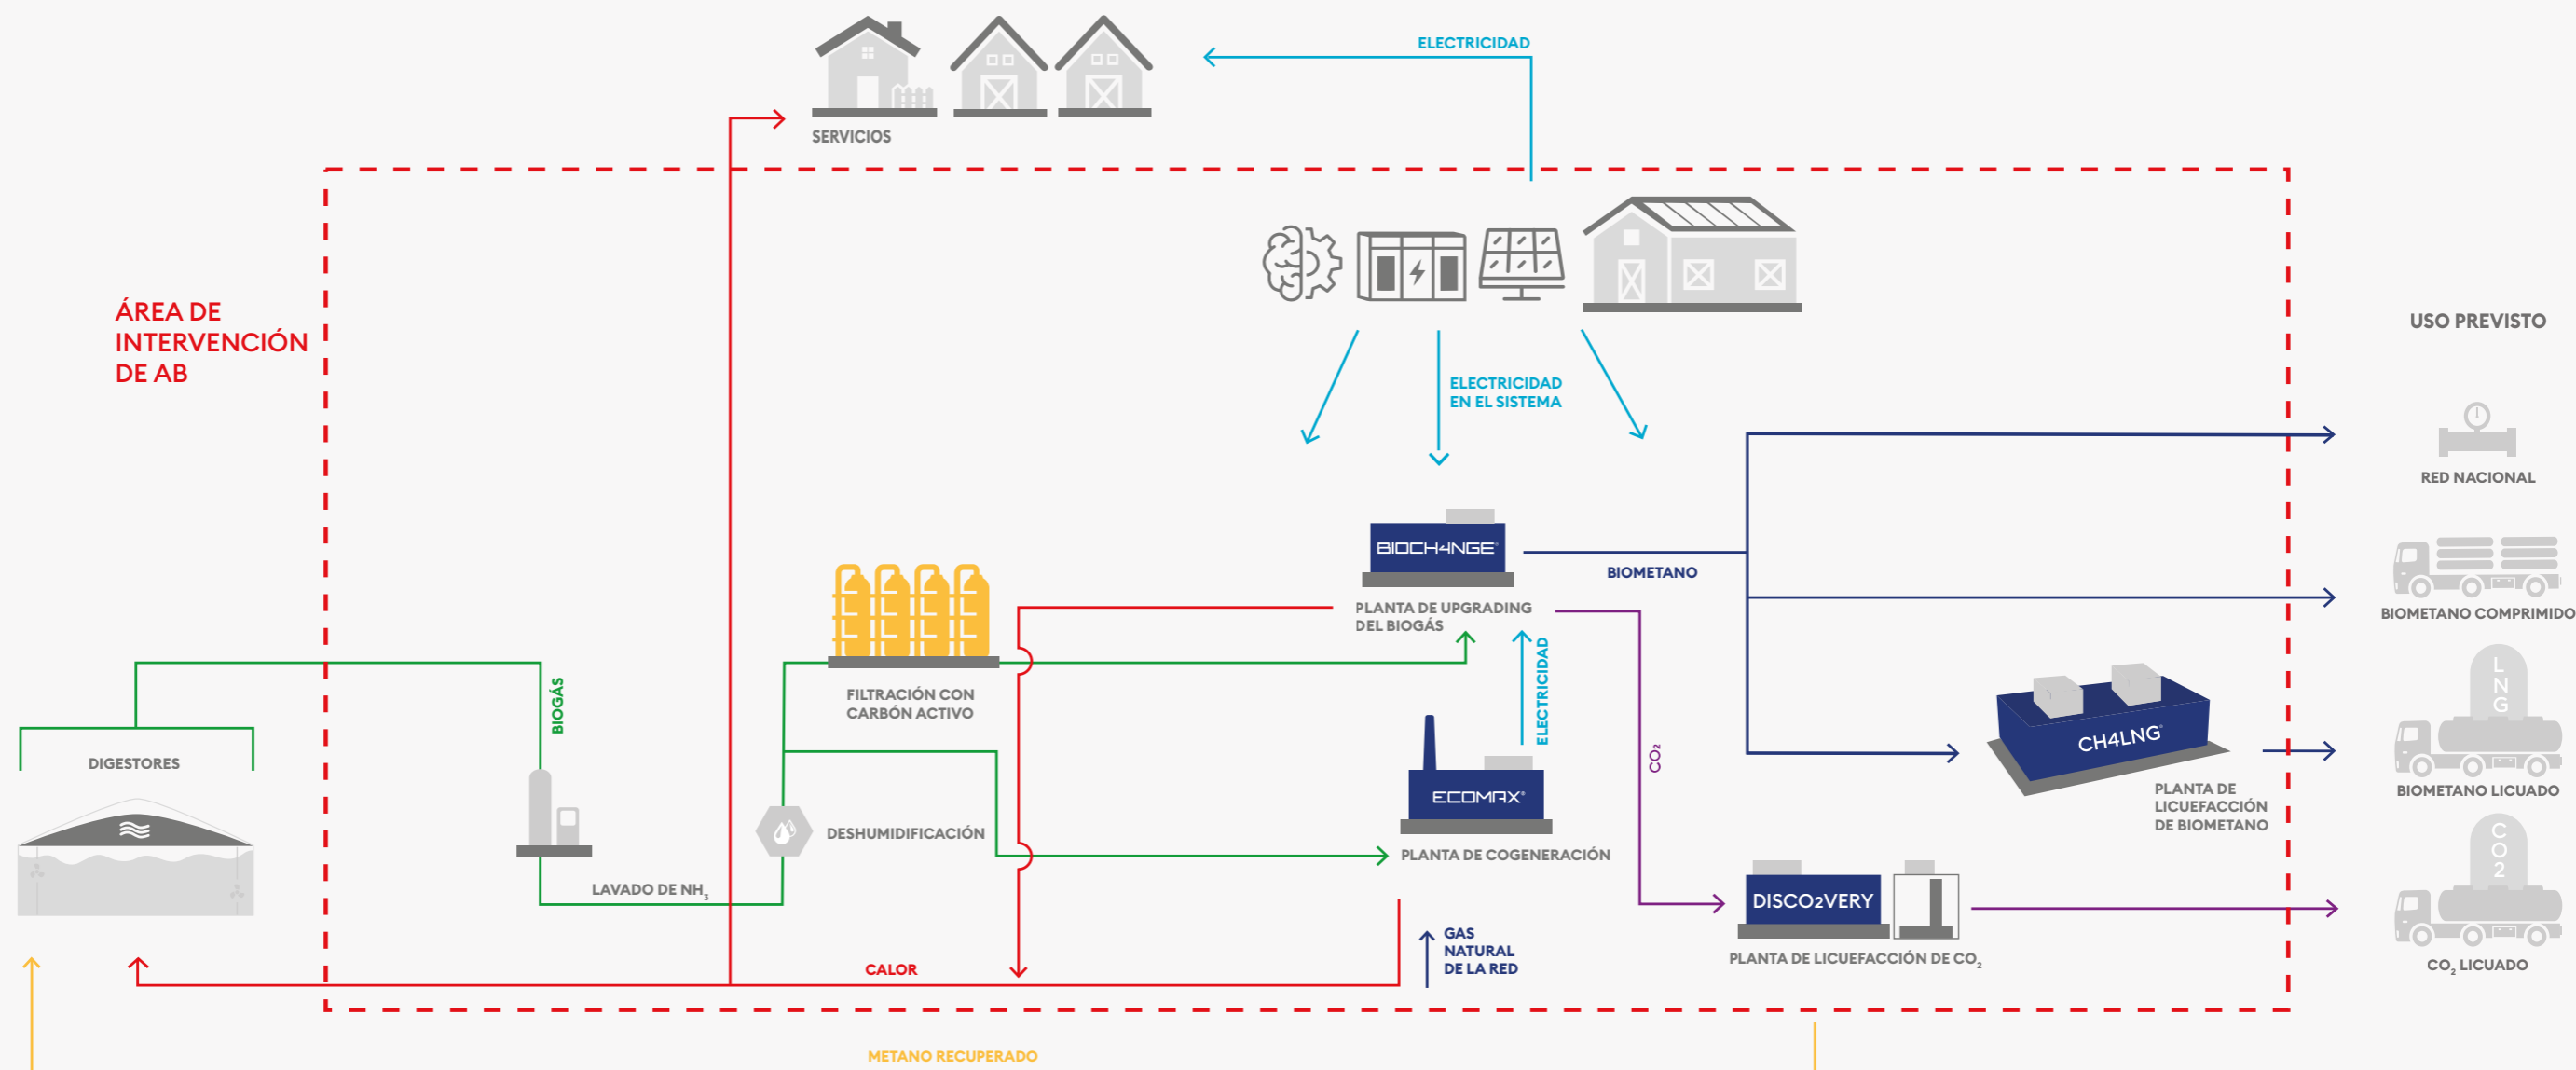 ELECTRICIDAD
SERVICIOS
ÁREA DE
INTERVENCIÓN
DE AB
USO PREVISTO
ELECTRICIDAD
EN EL SISTEMA
RED NACIONAL
BIOCH4NGE®
BIOMETANO
PLANTA DE UPGRADING
DEL BIOGÁS
BIOMETANO COMPRIMIDO
BIOGÁS
FILTRACIÓN CON
CARBÓN ACTIVO
ELECTRICIDAD
CO₂
LNG
CH4LNG®
DIGESTORES
PLANTA DE
LICUEFACCIÓN
DE BIOMETANO
BIOMETANO LICUADO
ECOMAX®
DESHUMIDIFICACIÓN
PLANTA DE COGENERACIÓN
CO2
LAVADO DE NH₃
DISCO2VERY
GAS
NATURAL
DE LA RED
PLANTA DE LICUEFACCIÓN DE CO₂
CO₂ LICUADO
CALOR
METANO RECUPERADO